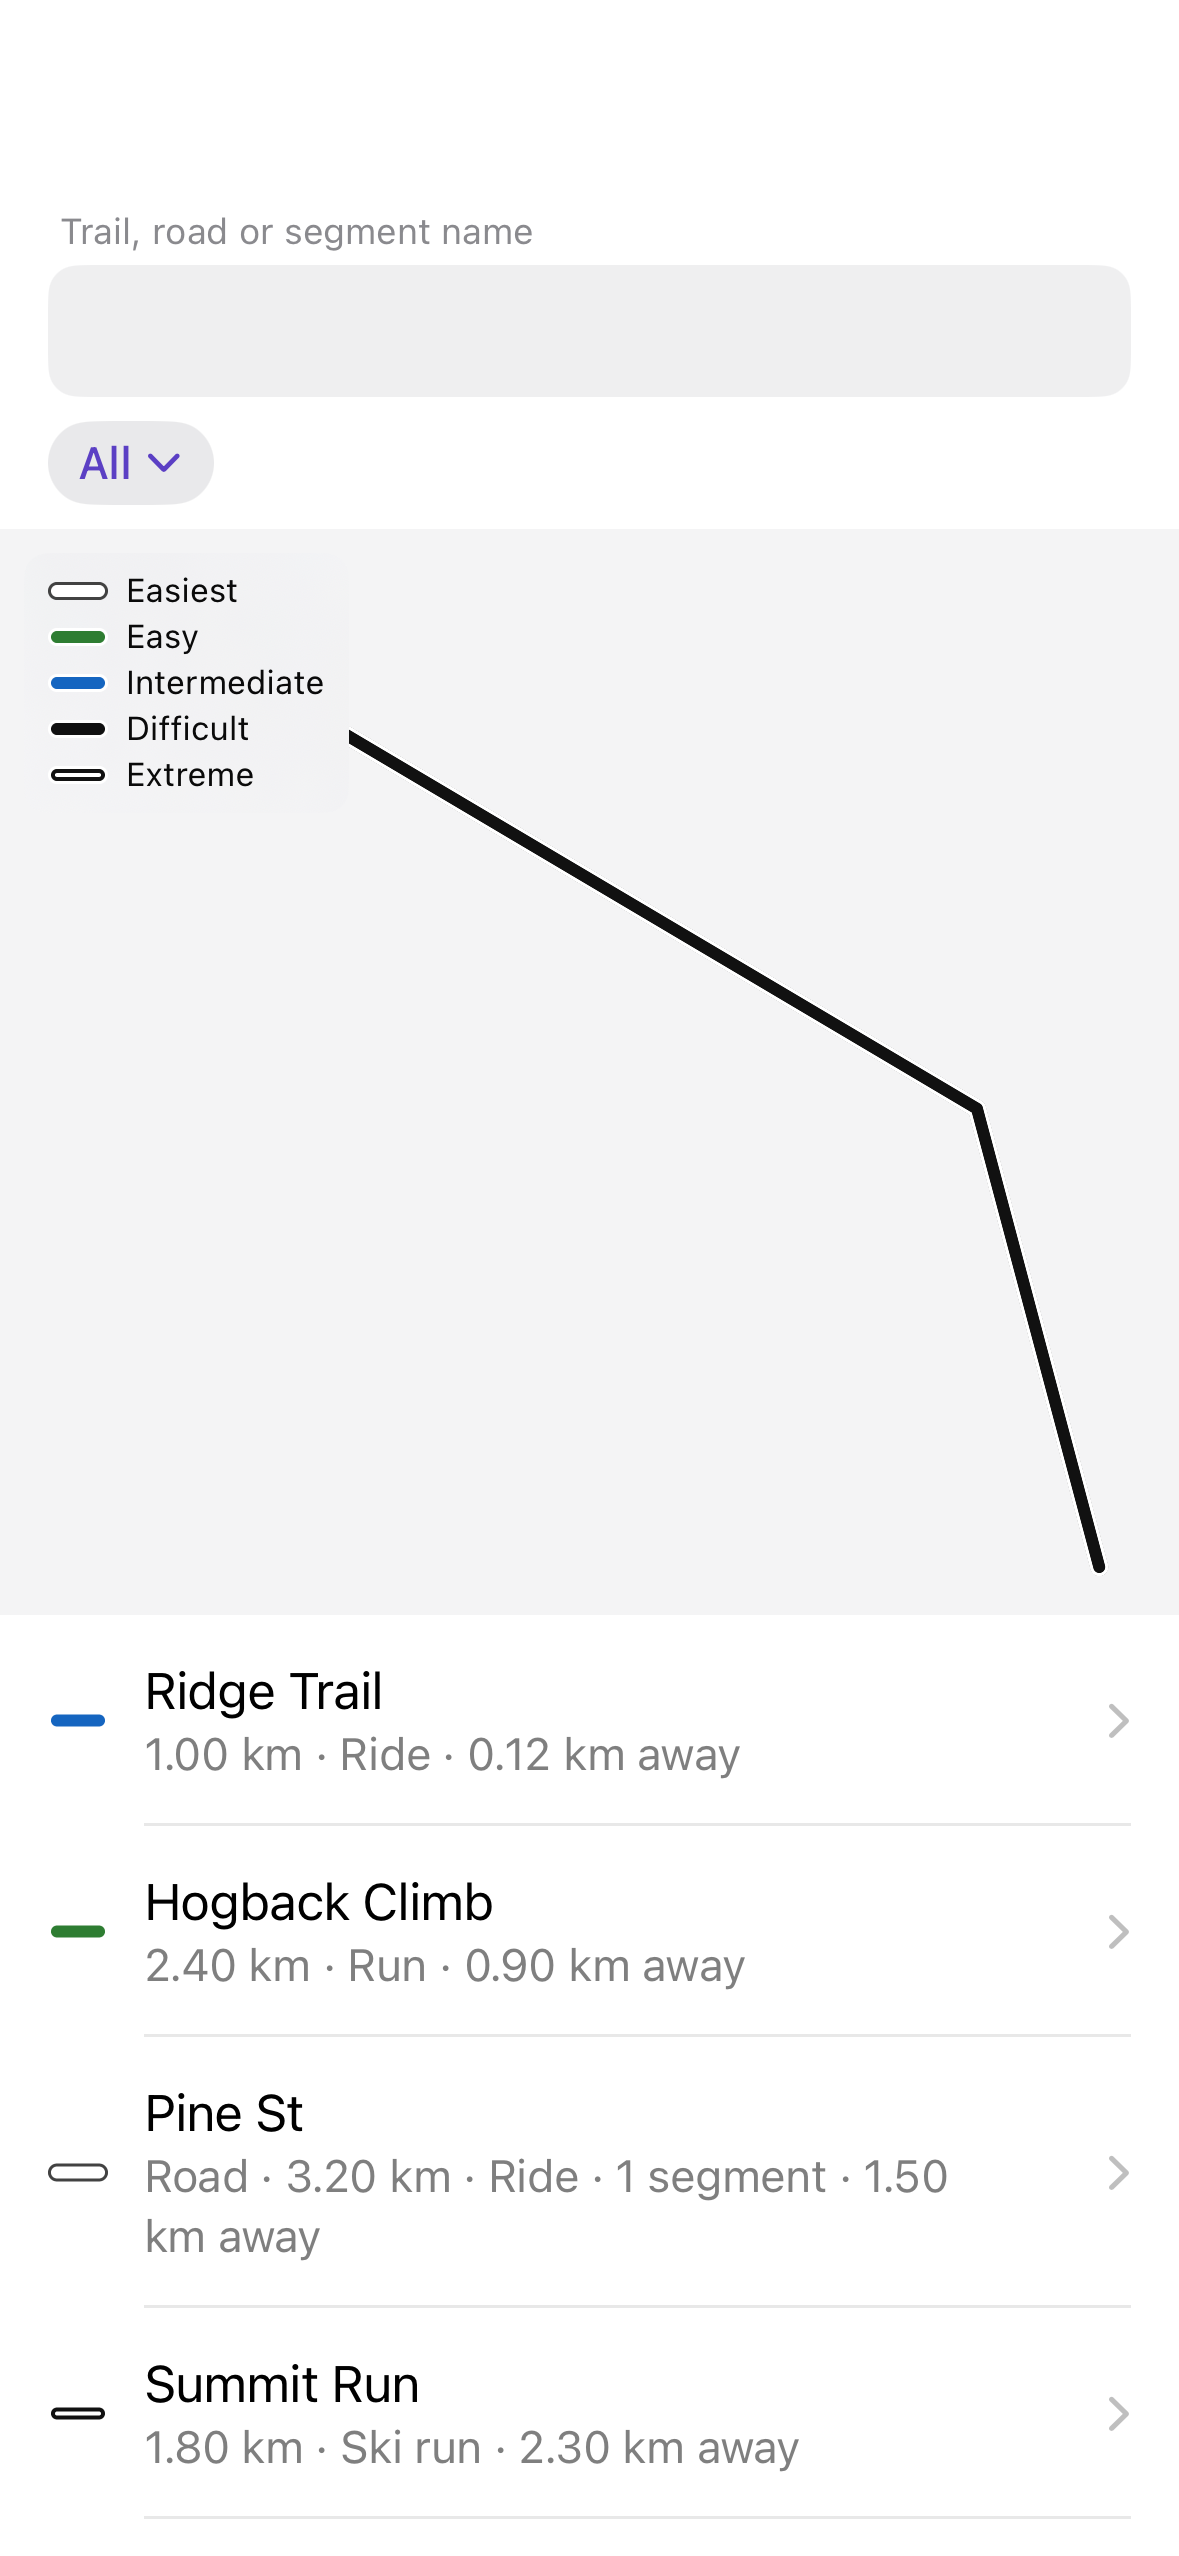 Trail, road or segment name
All
Easiest
Easy
Intermediate
Difficult
Extreme
Ridge Trail
1.00 km · Ride · 0.12 km away
Hogback Climb
2.40 km · Run · 0.90 km away
Pine St
Road · 3.20 km · Ride · 1 segment · 1.50
km away
Summit Run
1.80 km · Ski run · 2.30 km away